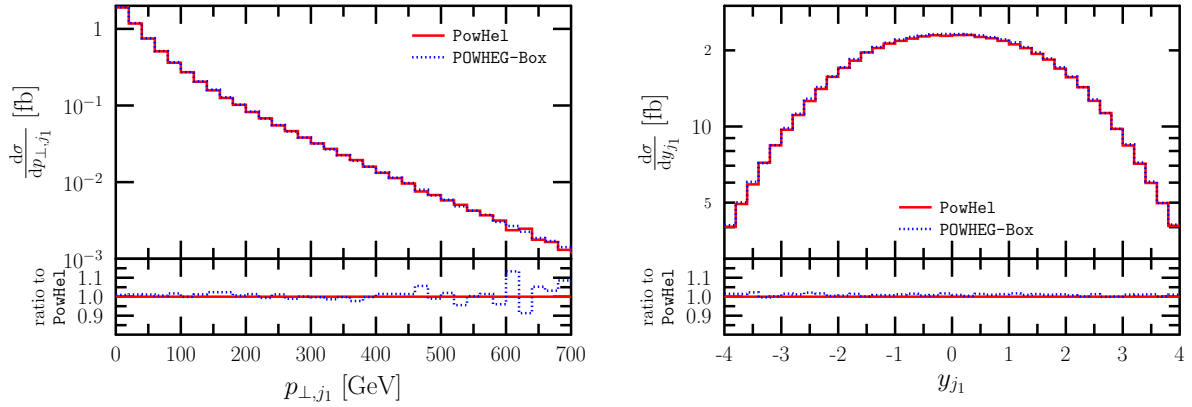 1
10⁻¹
10⁻²
10⁻³
dσ/dp⊥,j₁ [fb]
PowHel
POWHEG-Box
1.1
1.0
0.9
ratio to
PowHel
0 100 200 300 400 500 600 700
p⊥,j₁ [GeV]
2
10
5
dσ/dyj₁ [fb]
PowHel
POWHEG-Box
1.1
1.0
0.9
ratio to
PowHel
-4 -3 -2 -1 0 1 2 3 4
yj₁